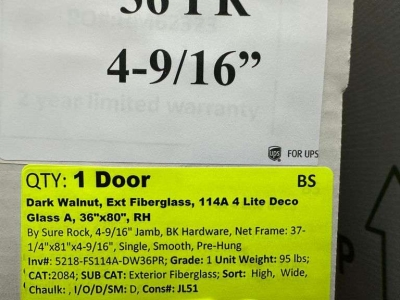 36 PR
4-9/16”
2 year limited warranty
ups FOR UPS
QTY: 1 Door BS
Dark Walnut, Ext Fiberglass, 114A 4 Lite Deco
Glass A, 36"x80", RH
By Sure Rock, 4-9/16" Jamb, BK Hardware, Net Frame: 37-
1/4"x81"x4-9/16", Single, Smooth, Pre-Hung
Inv#: 5218-FS114A-DW36PR; Grade: 1 Unit Weight: 95 lbs;
CAT:2084; SUB CAT: Exterior Fiberglass; Sort: High, Wide,
Chaulk: , I/O/D/SM: D, Cons#: JL51